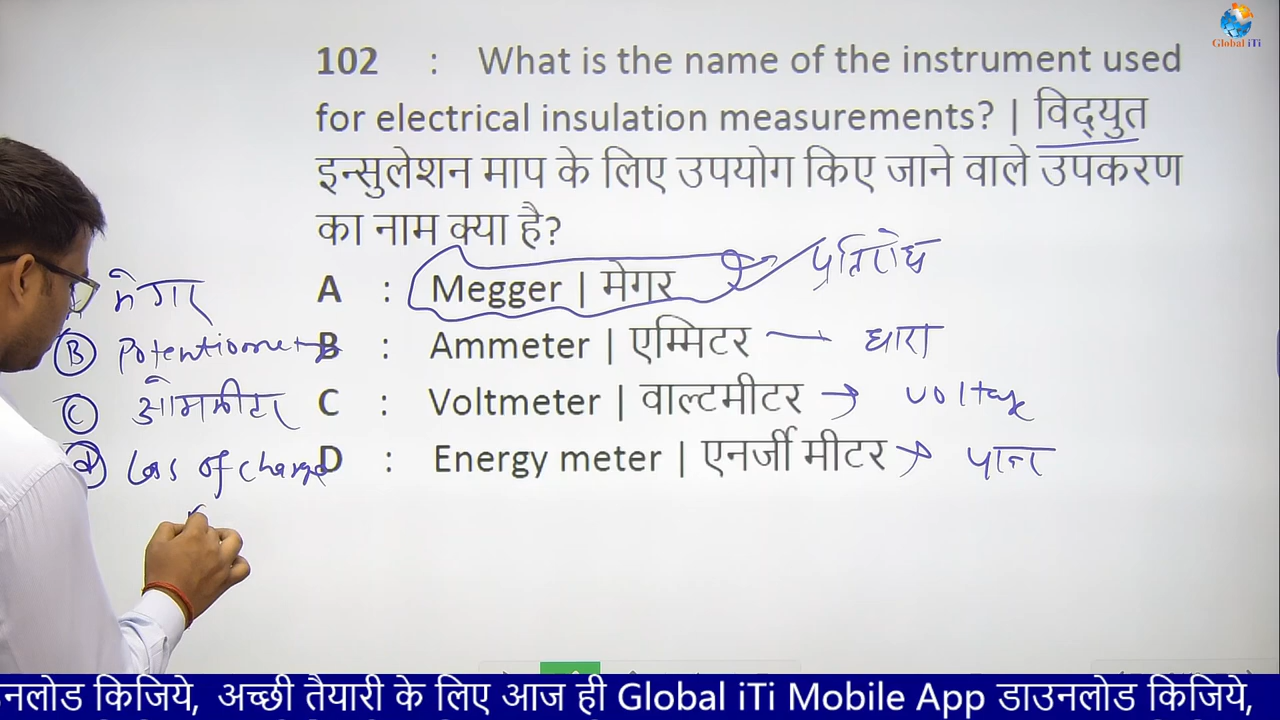 Global iTi
102 : What is the name of the instrument used
for electrical insulation measurements? | विद्युत
इन्सुलेशन माप के लिए उपयोग किए जाने वाले उपकरण
का नाम क्या है?
A : Megger | मेगर प्रतिरोध
B : Ammeter | एम्मिटर धारा
C : Voltmeter | वाल्टमीटर voltage
D : Energy meter | एनर्जी मीटर
मेगर
B Potentiometer
C ओममीटर
d Loss of charge
नलोड किजिये, अच्छी तैयारी के लिए आज ही Global iTi Mobile App डाउनलोड किजिये,